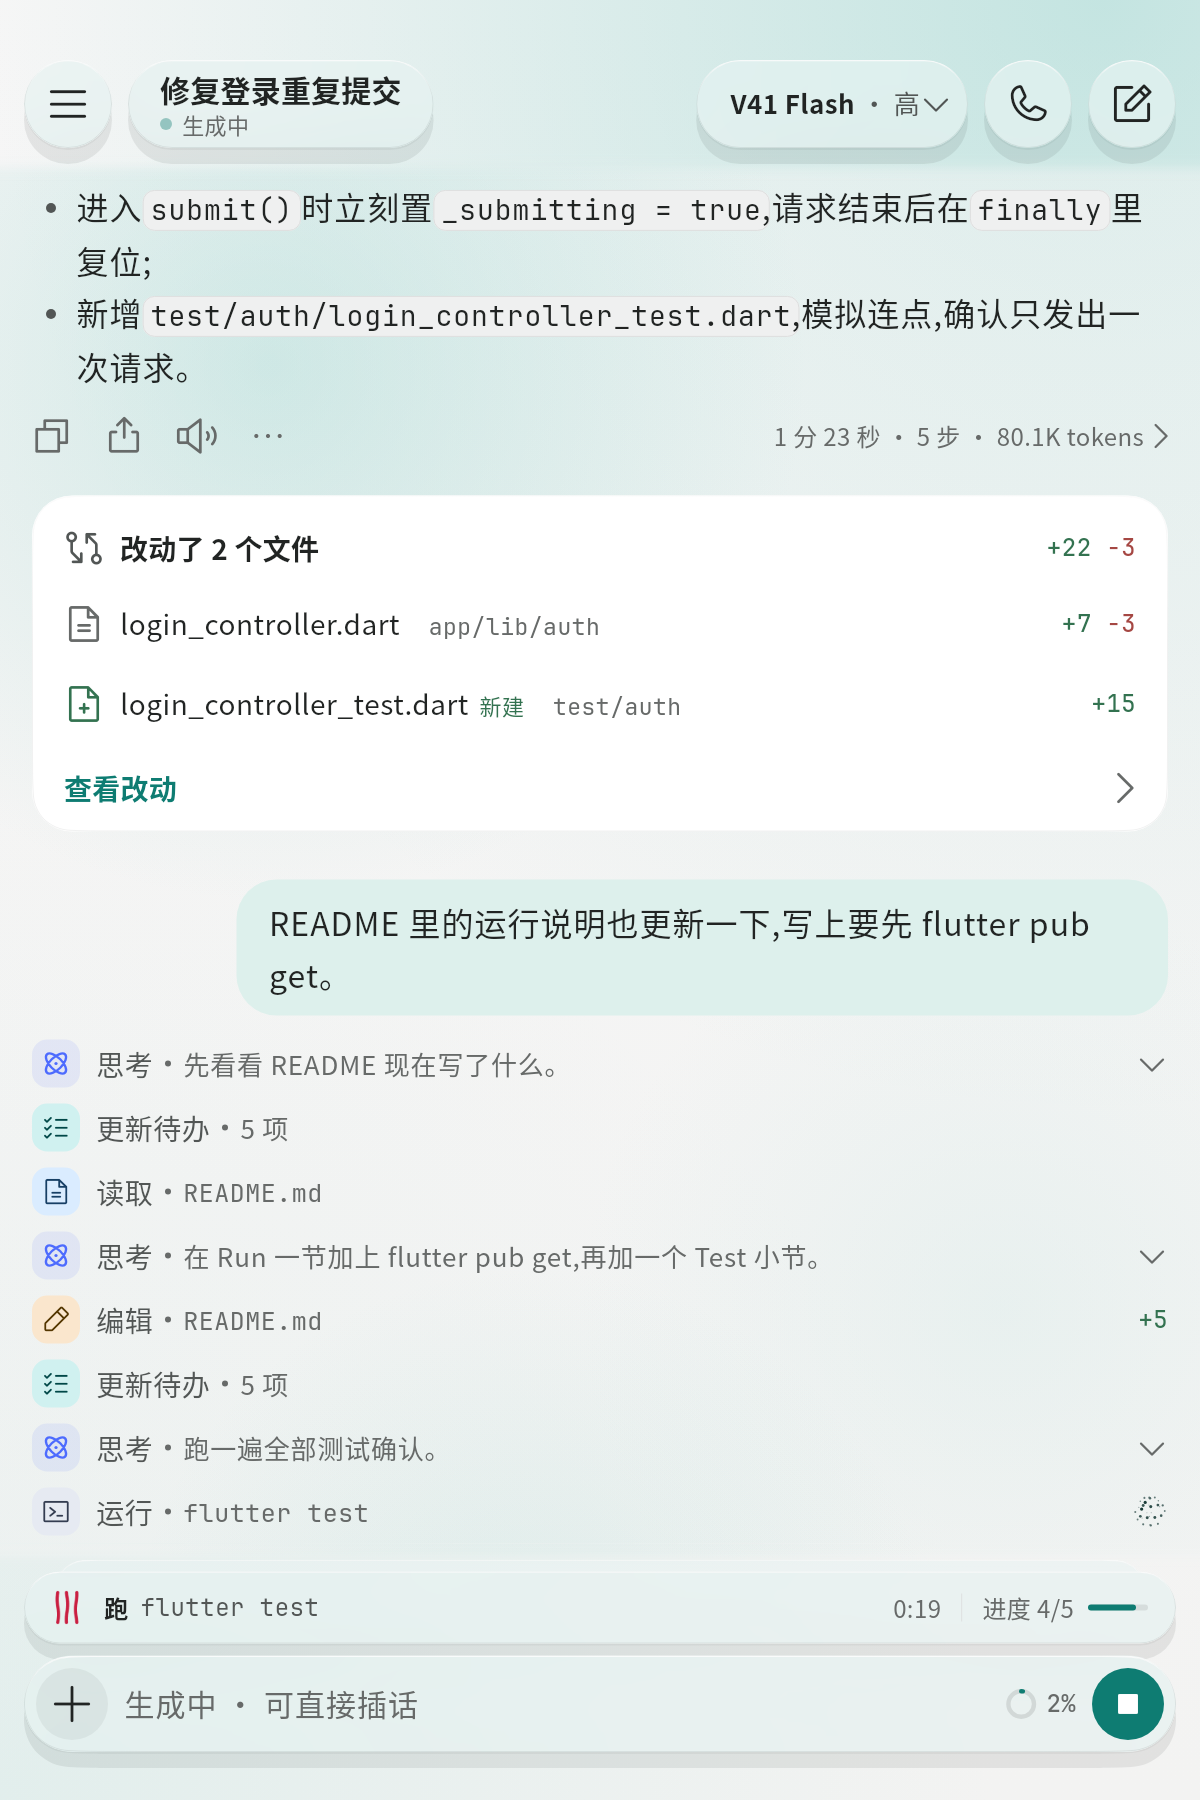 修复登录重复提交
生成中
V41 Flash · 高
进入 submit() 时立刻置 _submitting = true,请求结束后在 finally 里
复位;
新增 test/auth/login_controller_test.dart,模拟连点,确认只发出一
次请求。
1 分 23 秒 · 5 步 · 80.1K tokens
改动了 2 个文件 +22 -3
login_controller.dart app/lib/auth +7 -3
login_controller_test.dart 新建 test/auth +15
查看改动
README 里的运行说明也更新一下,写上要先 flutter pub
get。
思考 · 先看看 README 现在写了什么。
更新待办 · 5 项
读取 · README.md
思考 · 在 Run 一节加上 flutter pub get,再加一个 Test 小节。
编辑 · README.md +5
更新待办 · 5 项
思考 · 跑一遍全部测试确认。
运行 · flutter test
跑 flutter test 0:19 进度 4/5
生成中 · 可直接插话 2%